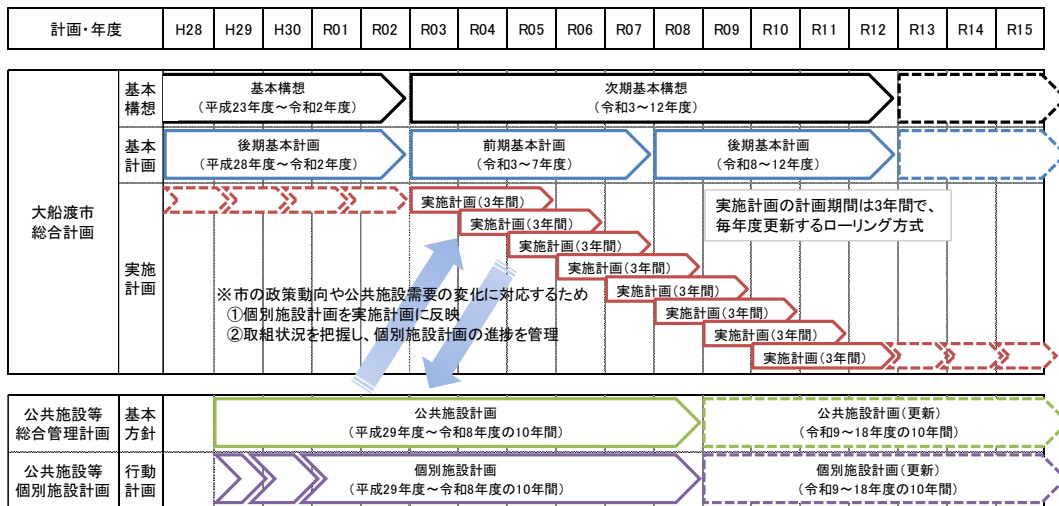 計画・年度 H28 H29 H30 R01 R02 R03 R04 R05 R06 R07 R08 R09 R10 R11 R12 R13 R14 R15
大船渡市
総合計画
基本
構想
基本構想
(平成23年度～令和2年度)
次期基本構想
(令和3～12年度)
基本
計画
後期基本計画
(平成28年度～令和2年度)
前期基本計画
(令和3～7年度)
後期基本計画
(令和8～12年度)
実施
計画
実施計画(3年間)
実施計画(3年間)
実施計画(3年間)
実施計画(3年間)
実施計画(3年間)
実施計画(3年間)
実施計画(3年間)
実施計画(3年間)
実施計画の計画期間は3年間で、
毎年度更新するローリング方式
※市の政策動向や公共施設需要の変化に対応するため
①個別施設計画を実施計画に反映
②取組状況を把握し、個別施設計画の進捗を管理
公共施設等
総合管理計画
基本
方針
公共施設計画
(平成29年度～令和8年度の10年間)
公共施設計画(更新)
(令和9～18年度の10年間)
公共施設等
個別施設計画
行動
計画
個別施設計画
(平成29年度～令和8年度の10年間)
個別施設計画(更新)
(令和9～18年度の10年間)